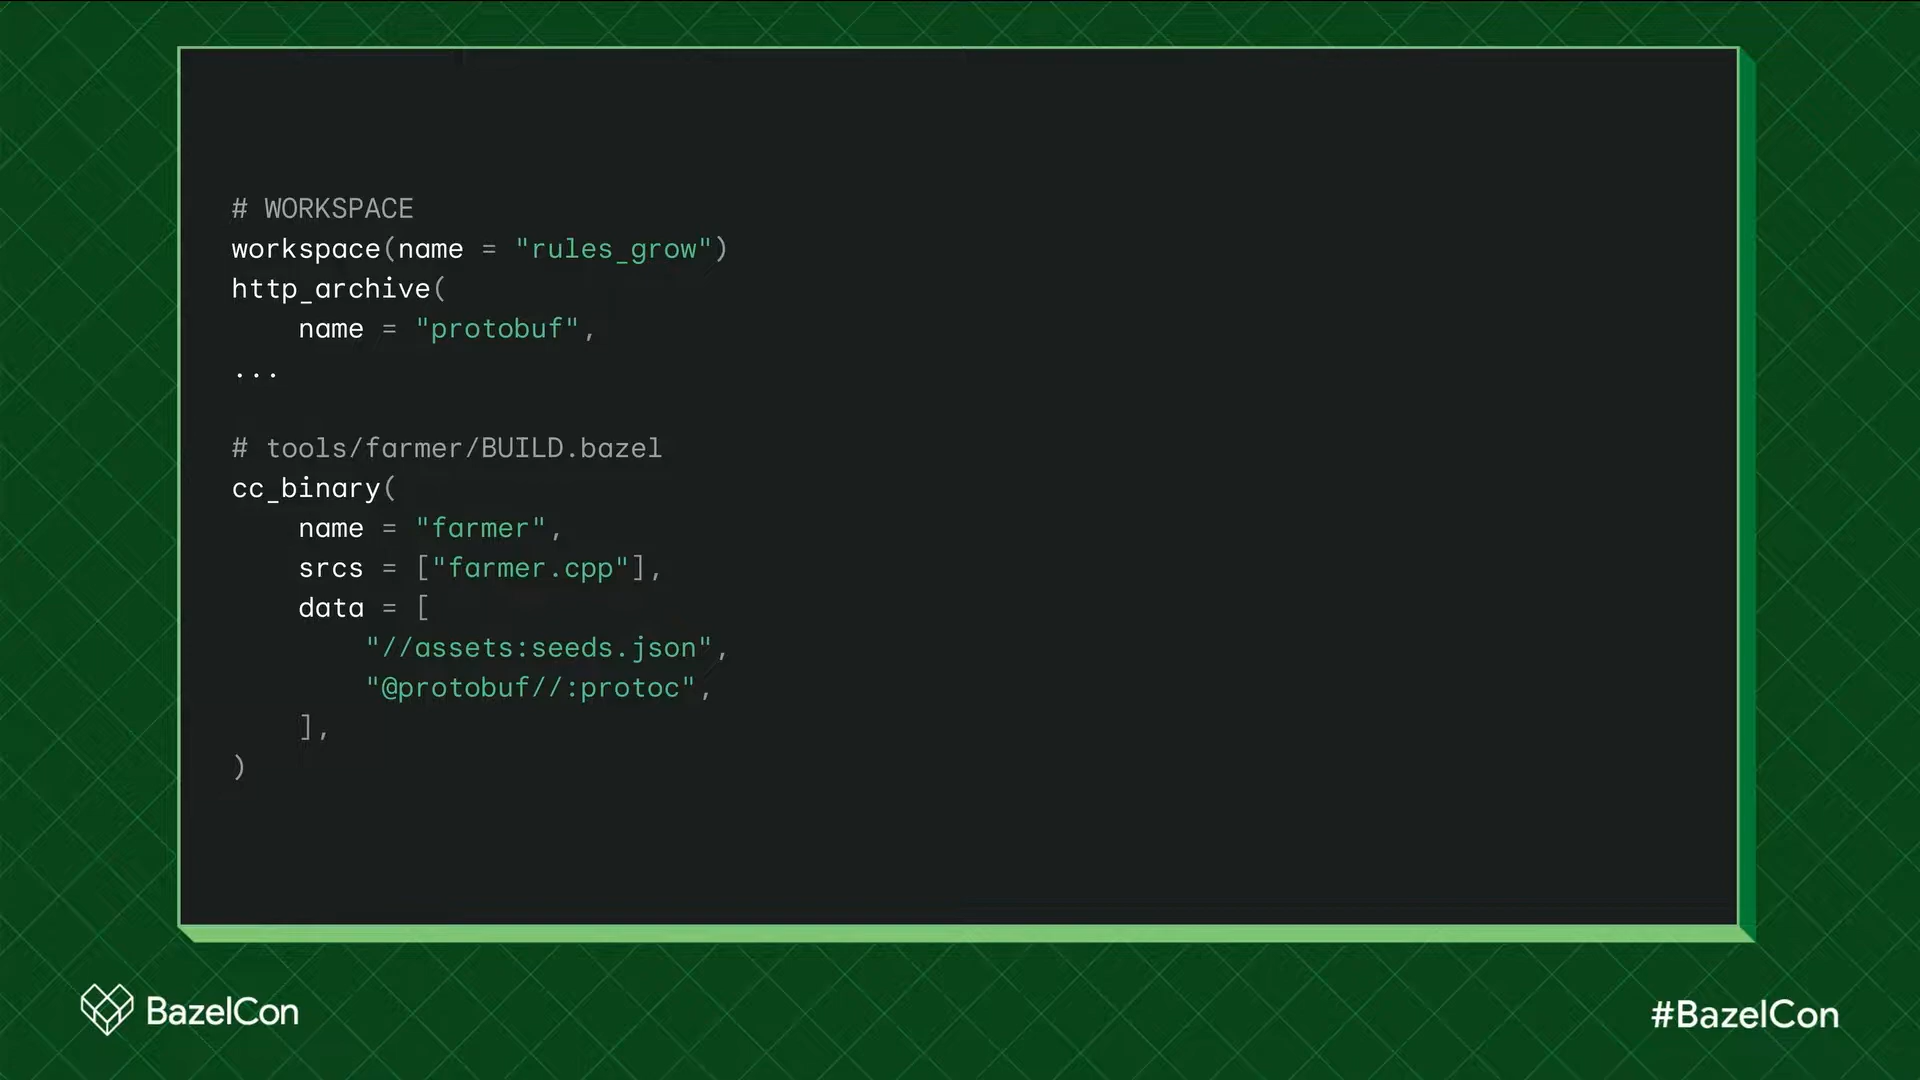 # WORKSPACE
workspace(name = "rules_grow")
http_archive(
    name = "protobuf",
...
# tools/farmer/BUILD.bazel
cc_binary(
    name = "farmer",
    srcs = ["farmer.cpp"],
    data = [
        "//assets:seeds.json",
        "@protobuf//:protoc",
    ],
)
BazelCon
#BazelCon